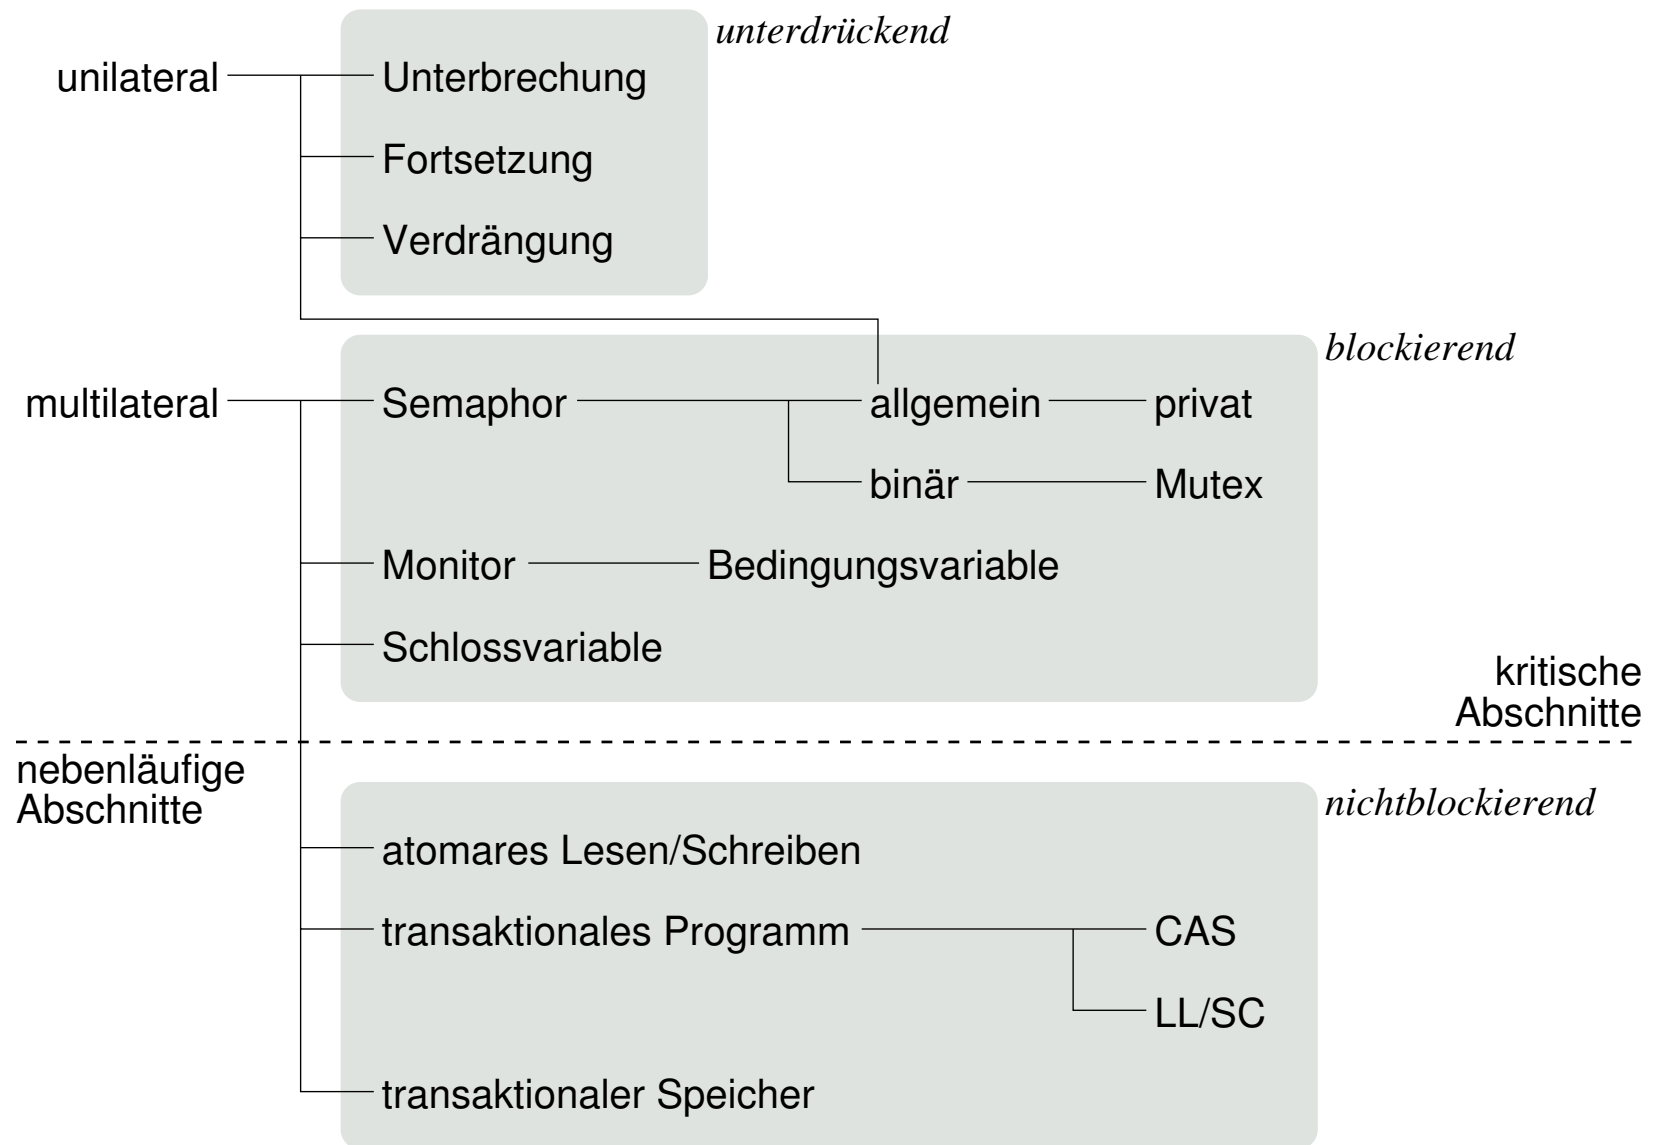 unterdrückend
unilateral Unterbrechung
Fortsetzung
Verdrängung
blockierend
multilateral Semaphor allgemein privat
binär Mutex
Monitor Bedingungsvariable
Schlossvariable
kritische
Abschnitte
nebenläufige
Abschnitte
nichtblockierend
atomares Lesen/Schreiben
transaktionales Programm CAS
LL/SC
transaktionaler Speicher